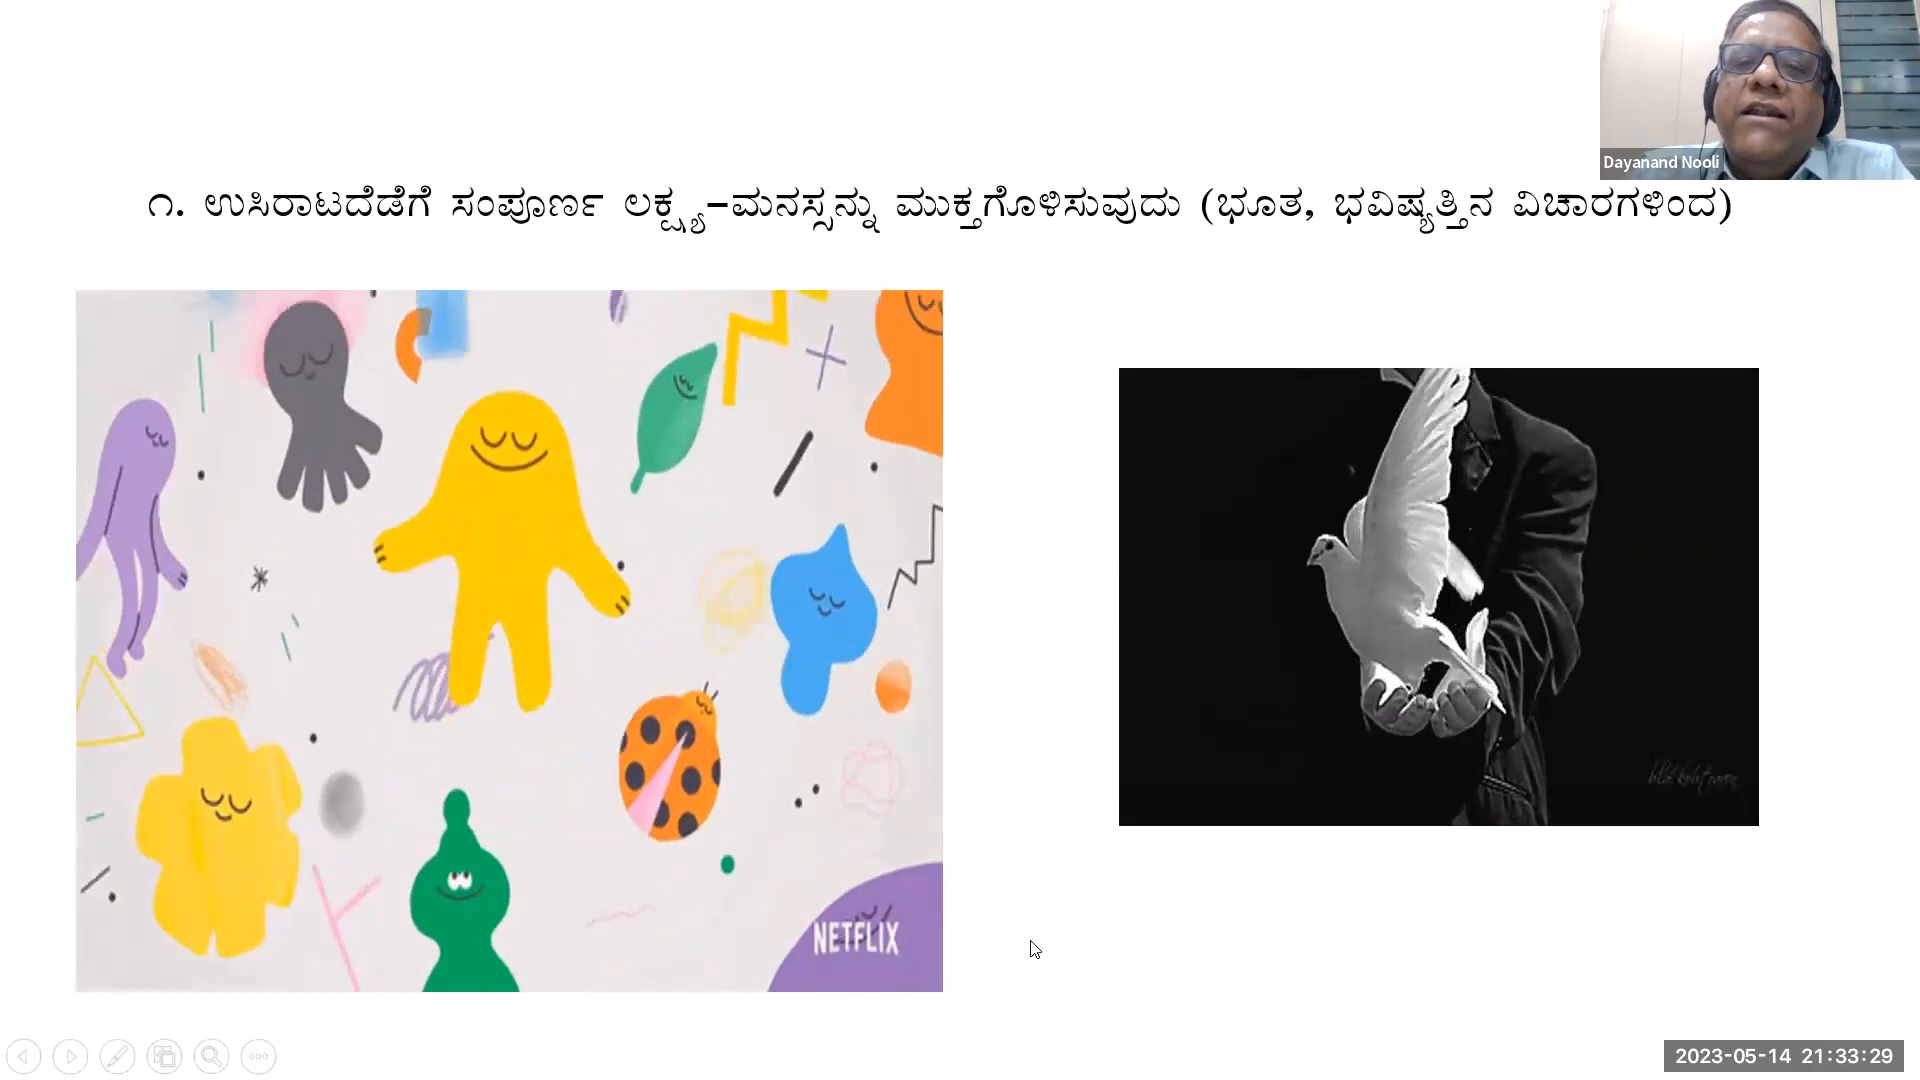 Dayanand Nooli
೧. ಉಸಿರಾಟದೆಡೆಗೆ ಸಂಪೂರ್ಣ ಲಕ್ಷ್ಯ-ಮನಸ್ಸನ್ನು ಮುಕ್ತಗೊಳಿಸುವುದು (ಭೂತ, ಭವಿಷ್ಯತ್ತಿನ ವಿಚಾರಗಳಿಂದ)
NETFLIX
2023-05-14 21:33:29